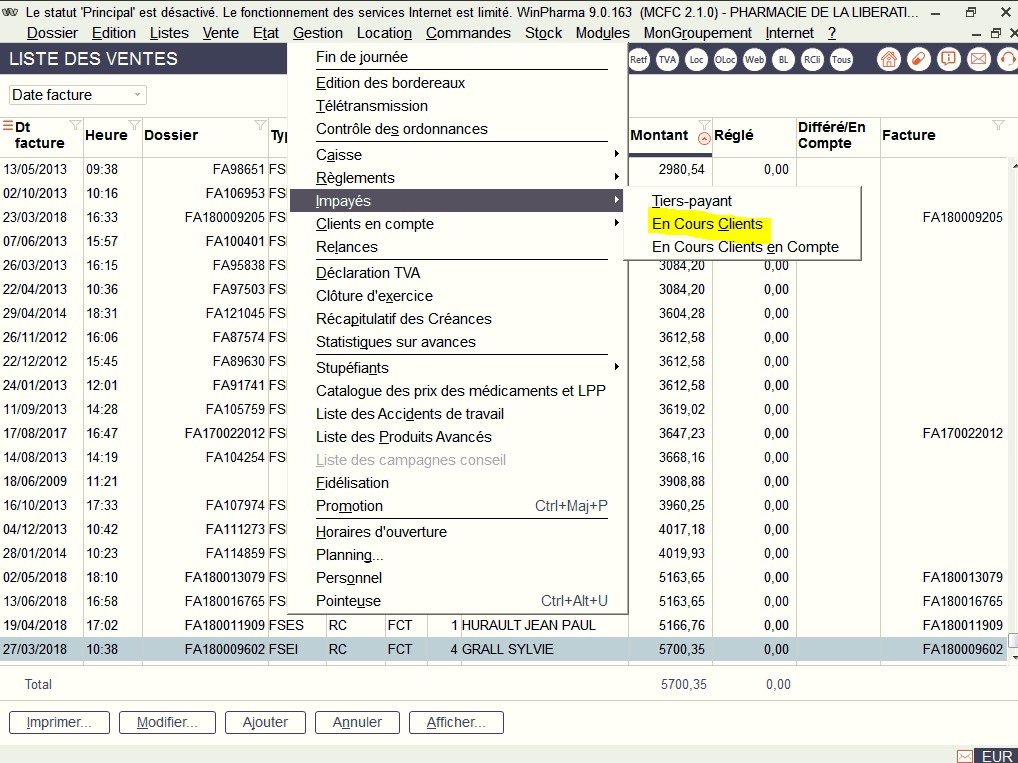 Le statut 'Principal' est désactivé. Le fonctionnement des services Internet est limité. WinPharma 9.0.163 (MCFC 2.1.0) - PHARMACIE DE LA LIBERATI...
Dossier Edition Listes Vente Etat Gestion Location Commandes Stock Modules MonGroupement Internet ?
LISTE DES VENTES
Retf TVA Loc OLoc Web BL RCli Tous
Date facture
Dt facture Heure Dossier Typ Montant Réglé Différé/En Compte Facture
Fin de journée
Edition des bordereaux
Télétransmission
Contrôle des ordonnances
Caisse
Règlements
Impayés
Clients en compte
Relances
Déclaration TVA
Clôture d'exercice
Récapitulatif des Créances
Statistiques sur avances
Stupéfiants
Catalogue des prix des médicaments et LPP
Liste des Accidents de travail
Liste des Produits Avancés
Liste des campagnes conseil
Fidélisation
Promotion Ctrl+Maj+P
Horaires d'ouverture
Planning...
Personnel
Pointeuse Ctrl+Alt+U
Tiers-payant
En Cours Clients
En Cours Clients en Compte
13/05/2013 09:38 FA98651 FSE 2980,54 0,00
02/10/2013 10:16 FA106953 FSE
23/03/2018 16:33 FA180009205 FSE FA180009205
07/06/2013 15:57 FA100401 FSE
26/03/2013 16:15 FA95838 FSE 3084,20 0,00
22/04/2013 10:36 FA97503 FSE 3084,20 0,00
29/04/2014 18:31 FA121045 FSE 3604,28 0,00
26/11/2012 16:06 FA87574 FSE 3612,58 0,00
22/12/2012 15:45 FA89630 FSE 3612,58 0,00
24/01/2013 12:01 FA91741 FSE 3612,58 0,00
11/09/2013 14:28 FA105759 FSE 3619,02 0,00
17/08/2017 16:47 FA170022012 FSE 3647,23 0,00 FA170022012
14/08/2013 14:19 FA104254 FSE 3668,16 0,00
18/06/2009 11:21 3908,88 0,00
16/10/2013 17:33 FA107974 FSE 3960,25 0,00
04/12/2013 10:42 FA111273 FSE 4017,18 0,00
28/01/2014 10:23 FA114859 FSE 4019,93 0,00
02/05/2018 18:10 FA180013079 FSE 5163,65 0,00 FA180013079
13/06/2018 16:58 FA180016765 FSE 5163,65 0,00 FA180016765
19/04/2018 17:02 FA180011909 FSES RC FCT 1 HURAULT JEAN PAUL 5166,76 0,00 FA180011909
27/03/2018 10:38 FA180009602 FSEI RC FCT 4 GRALL SYLVIE 5700,35 0,00 FA180009602
Total 5700,35 0,00
Imprimer... Modifier... Ajouter Annuler Afficher...
EUR